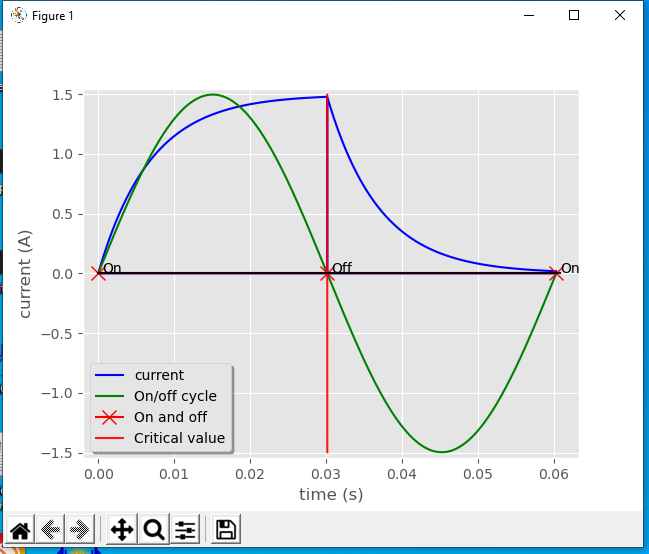 Figure 1
1.5
1.0
0.5
0.0
−0.5
−1.0
−1.5
current (A)
On
Off
On
current
On/off cycle
On and off
Critical value
0.00
0.01
0.02
0.03
0.04
0.05
0.06
time (s)